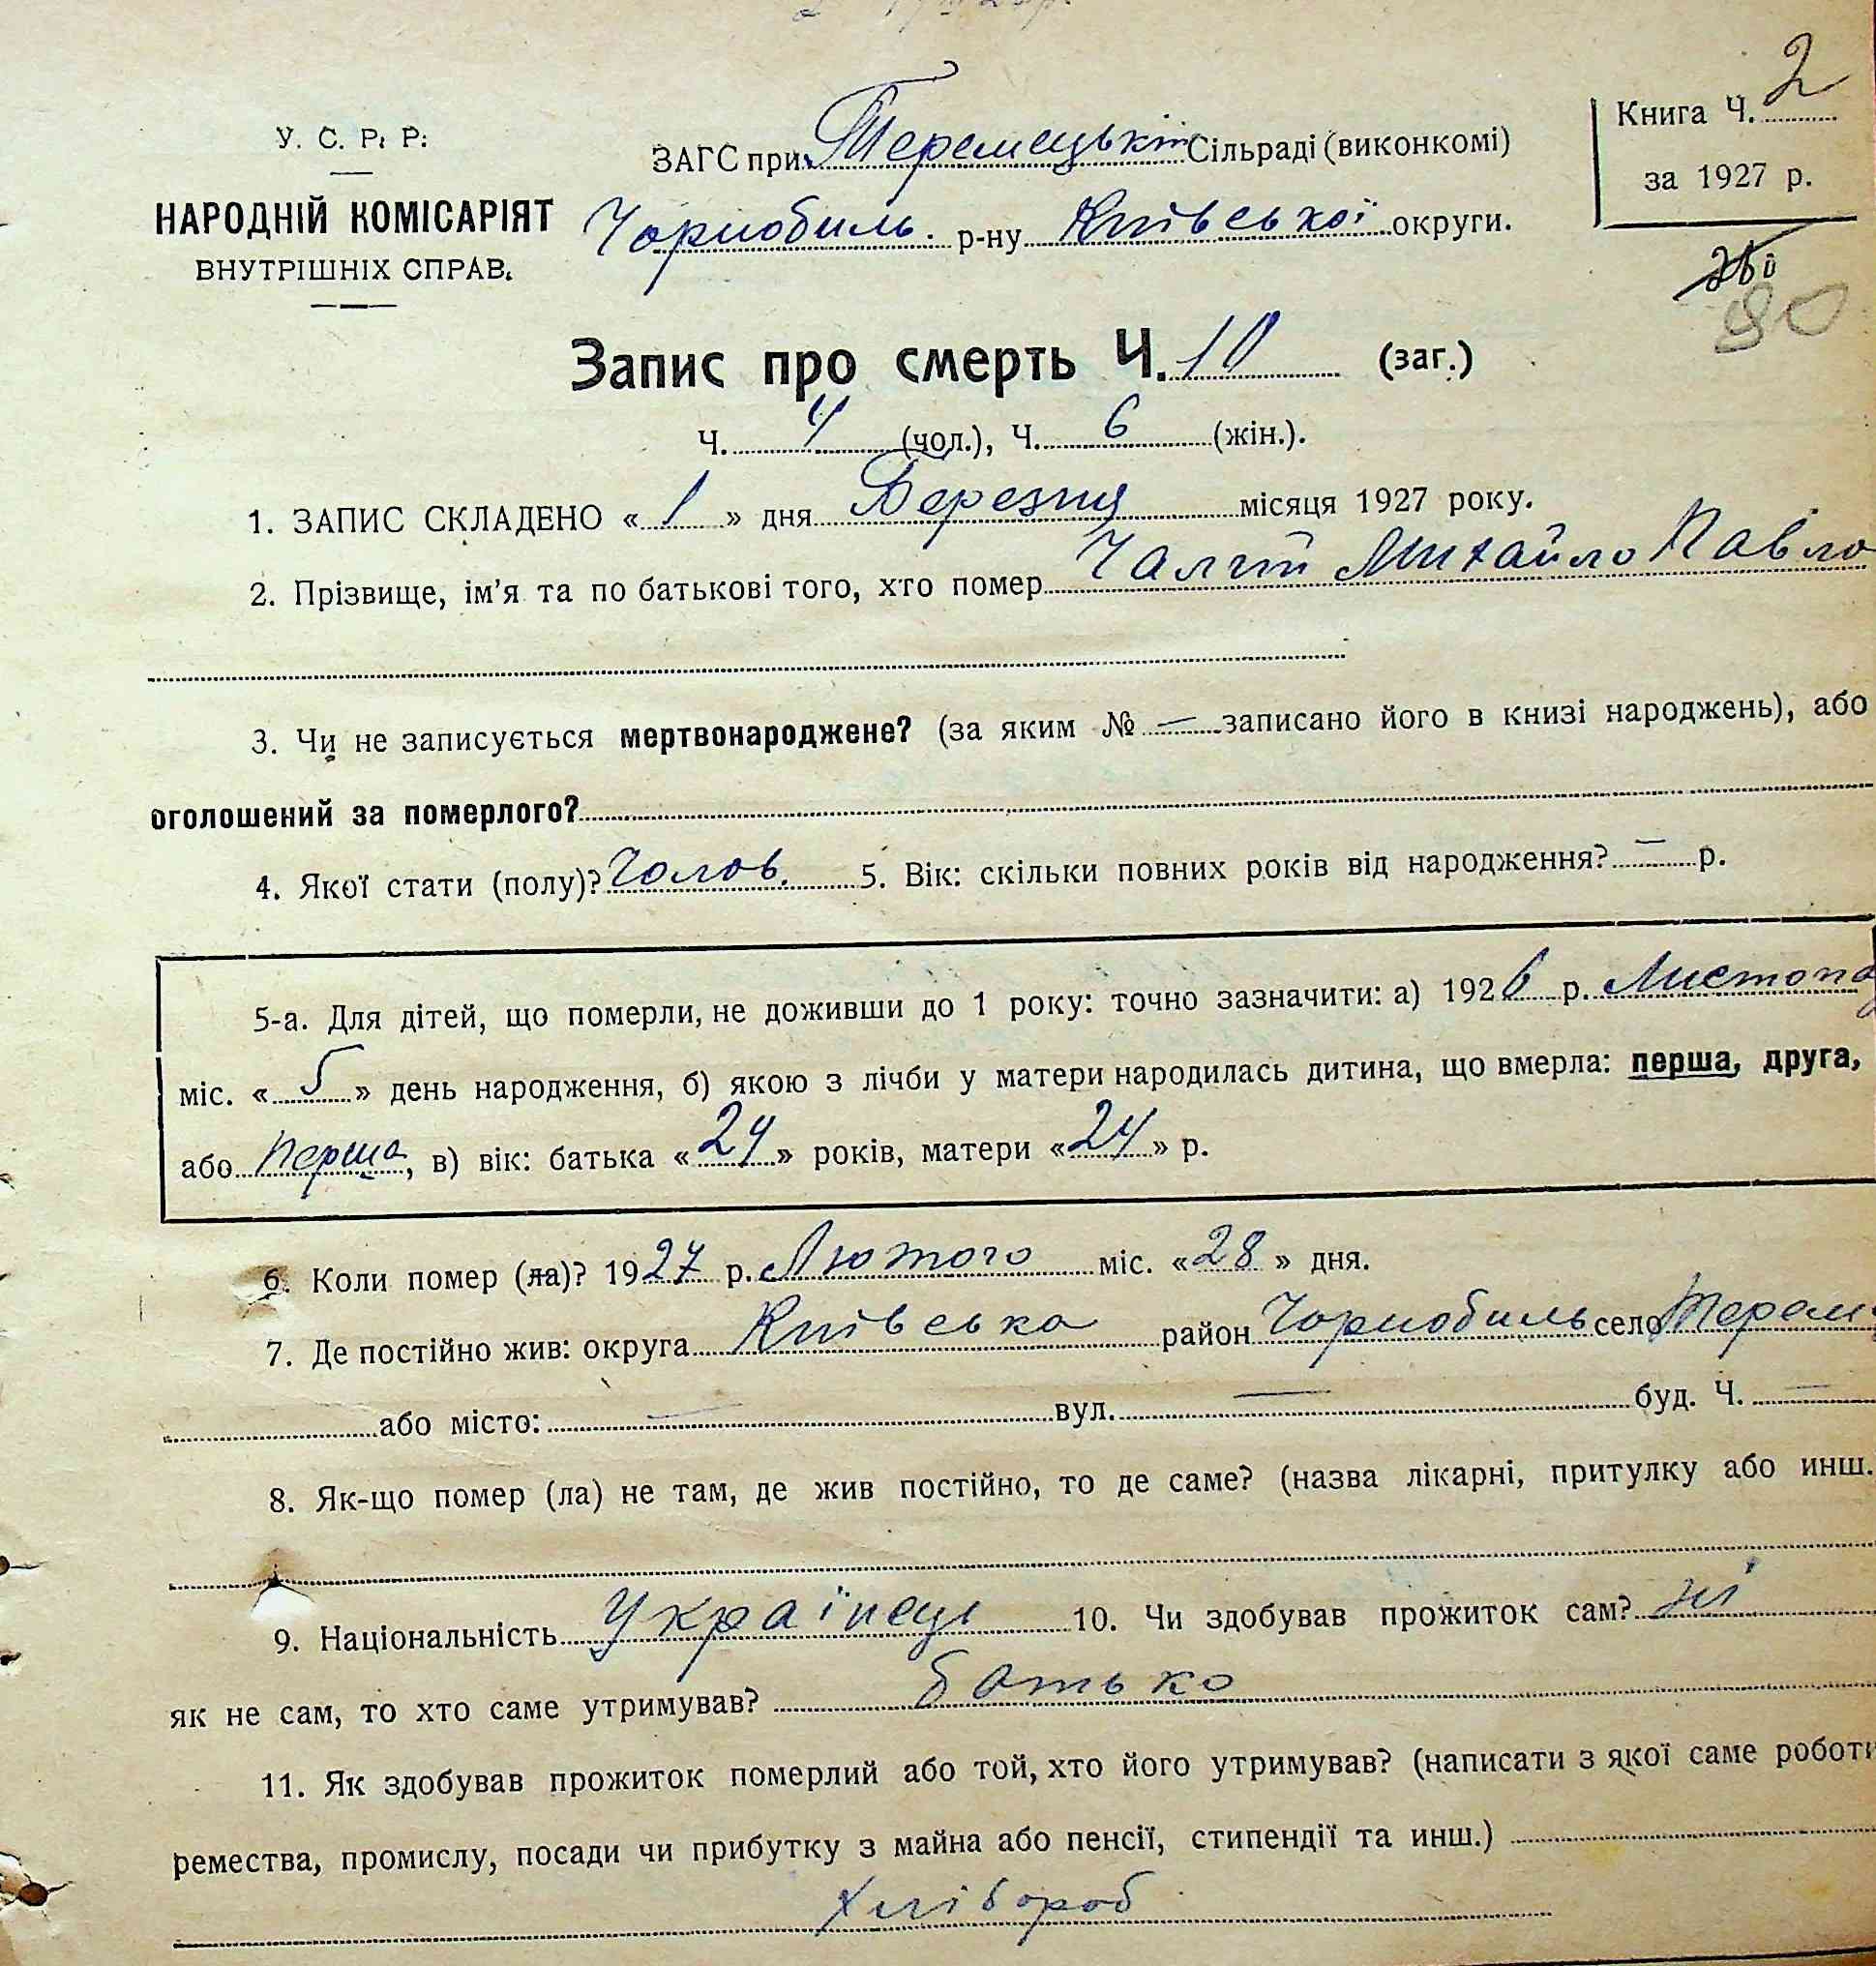 Книга Ч. 2
за 1927 р.
90
У. С. Р. Р.
НАРОДНІЙ КОМІСАРІЯТ
ВНУТРІШНІХ СПРАВ.
ЗАГС при Теремецькій Сільраді (виконкомі)
Чорнобиль. р-ну Київської округи.
Запис про смерть Ч. 10 (заг.)
Ч. 4 (чол.), Ч. 6 (жін.).
1. ЗАПИС СКЛАДЕНО « 1 » дня Березня місяця 1927 року.
2. Прізвище, ім'я та по батькові того, хто помер Чалий Михайло Павло
3. Чи не записується мертвонароджене? (за яким № — записано його в книзі народжень), або
оголошений за померлого?
4. Якої стати (полу)? Чолов. 5. Вік: скільки повних років від народження? — р.
5-а. Для дітей, що померли, не доживши до 1 року: точно зазначити: а) 1926 р. Листопад
міс. « 5 » день народження, б) якою з лічби у матери народилась дитина, що вмерла: перша, друга,
або перша, в) вік: батька « 24 » років, матери « 24 » р.
6. Коли помер (ла)? 1927 р. Лютого міс. « 28 » дня.
7. Де постійно жив: округа Київська район Чорнобиль село Терем
або місто: — вул. — буд. Ч. —
8. Як-що помер (ла) не там, де жив постійно, то де саме? (назва лікарні, притулку або инш.
9. Національність Українець 10. Чи здобував прожиток сам? ні
як не сам, то хто саме утримував? батько
11. Як здобував прожиток померлий або той, хто його утримував? (написати з якої саме роботи
ремества, промислу, посади чи прибутку з майна або пенсії, стипендії та инш.)
Хлібороб